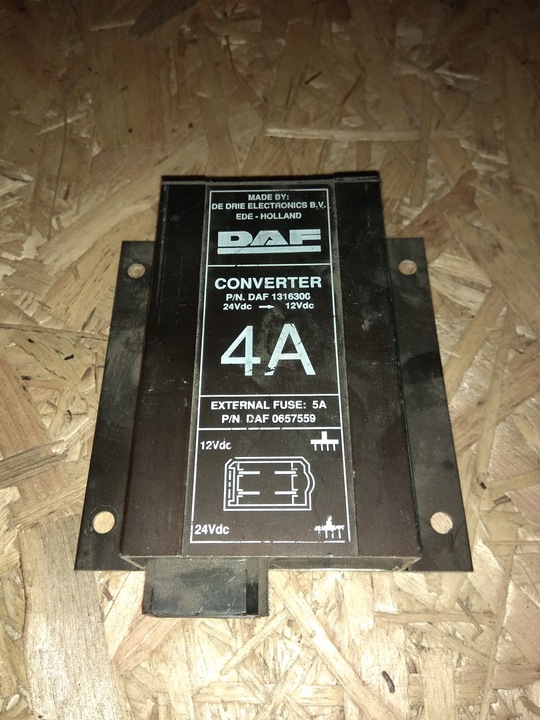 MADE BY:
DE DRIE ELECTRONICS B.V.
EDE - HOLLAND
DAF
CONVERTER
P/N. DAF 1316300
24Vdc → 12Vdc
4A
EXTERNAL FUSE: 5A
P/N. DAF 0657559
12Vdc
24Vdc